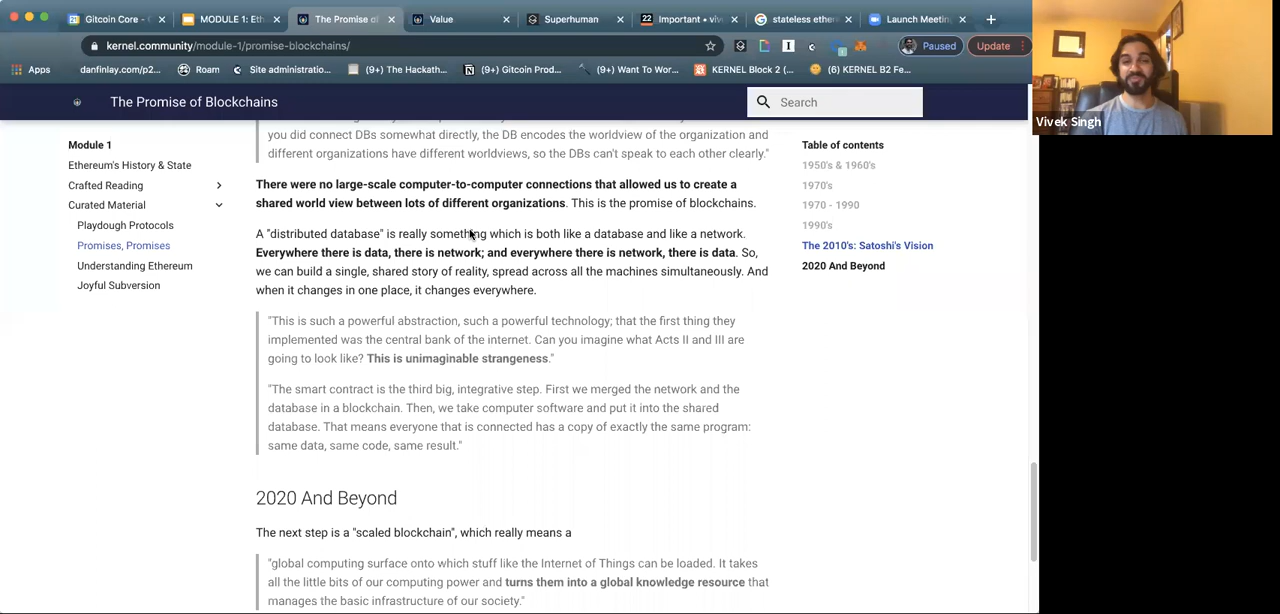 Gitcoin Core -
MODULE 1: Eth
The Promise of
Value
Superhuman
Important • viv
stateless ether
Launch Meetin
kernel.community/module-1/promise-blockchains/
Paused
Update
Apps
danfinlay.com/p2...
Roam
Site administratio...
(9+) The Hackath...
(9+) Gitcoin Prod...
(9+) Want To Wor...
KERNEL Block 2 (...
(6) KERNEL B2 Fe...
The Promise of Blockchains
Search
Vivek Singh
Module 1
Ethereum's History & State
Crafted Reading
Curated Material
Playdough Protocols
Promises, Promises
Understanding Ethereum
Joyful Subversion
you did connect DBs somewhat directly, the DB encodes the worldview of the organization and
different organizations have different worldviews, so the DBs can't speak to each other clearly."
There were no large-scale computer-to-computer connections that allowed us to create a
shared world view between lots of different organizations. This is the promise of blockchains.
A "distributed database" is really something which is both like a database and like a network.
Everywhere there is data, there is network; and everywhere there is network, there is data. So,
we can build a single, shared story of reality, spread across all the machines simultaneously. And
when it changes in one place, it changes everywhere.
"This is such a powerful abstraction, such a powerful technology; that the first thing they
implemented was the central bank of the internet. Can you imagine what Acts II and III are
going to look like? This is unimaginable strangeness."
"The smart contract is the third big, integrative step. First we merged the network and the
database in a blockchain. Then, we take computer software and put it into the shared
database. That means everyone that is connected has a copy of exactly the same program:
same data, same code, same result."
2020 And Beyond
The next step is a "scaled blockchain", which really means a
"global computing surface onto which stuff like the Internet of Things can be loaded. It takes
all the little bits of our computing power and turns them into a global knowledge resource that
manages the basic infrastructure of our society."
Table of contents
1950's & 1960's
1970's
1970 - 1990
1990's
The 2010's: Satoshi's Vision
2020 And Beyond